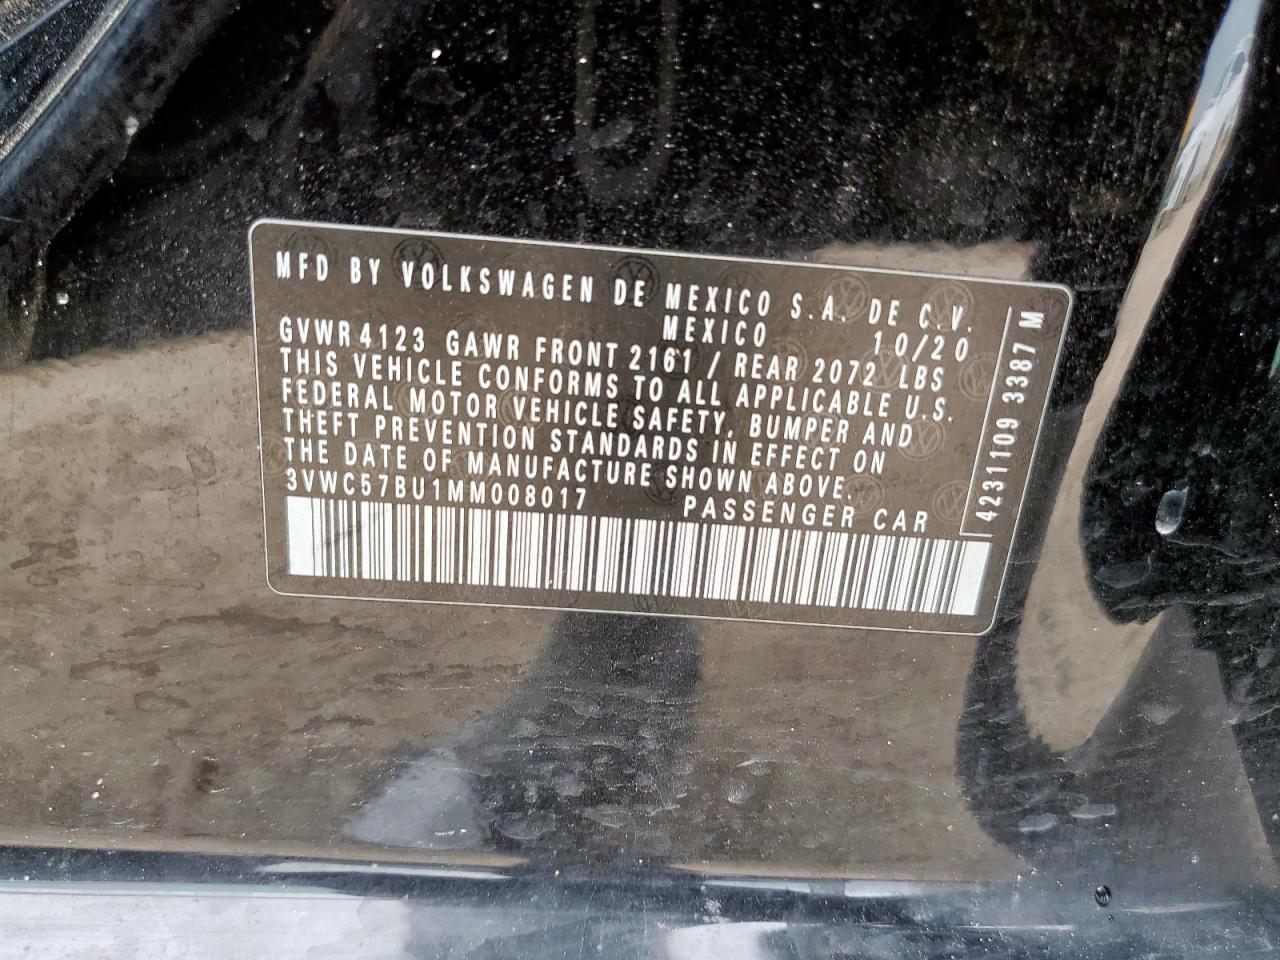 MFD BY VOLKSWAGEN DE MEXICO S.A. DE C.V.
MEXICO 10/20
GVWR 4123 GAWR FRONT 2161 / REAR 2072 LBS
THIS VEHICLE CONFORMS TO ALL APPLICABLE U.S.
FEDERAL MOTOR VEHICLE SAFETY, BUMPER AND
THEFT PREVENTION STANDARDS IN EFFECT ON
THE DATE OF MANUFACTURE SHOWN ABOVE.
3VWC57BU1MM008017 PASSENGER CAR
42311109 3387 M